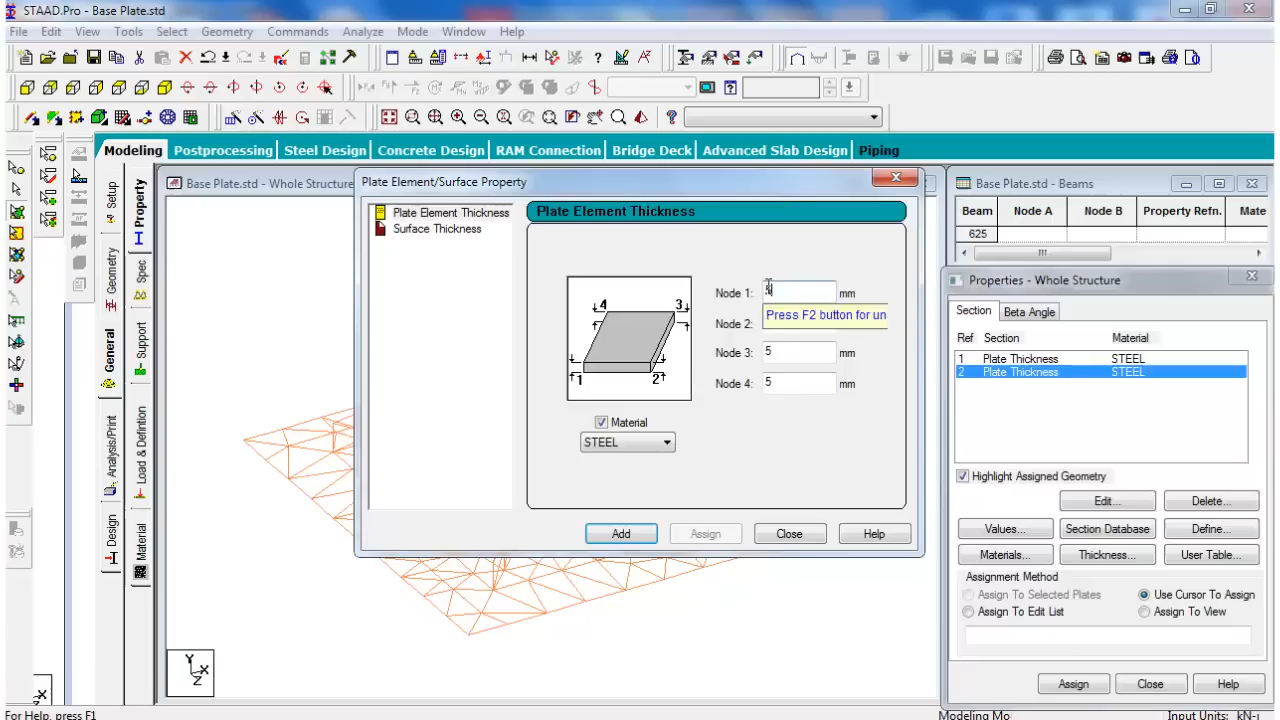 STAAD.Pro - Base Plate.std
File Edit View Tools Select Geometry Commands Analyze Mode Window Help
Modeling Postprocessing Steel Design Concrete Design RAM Connection Bridge Deck Advanced Slab Design Piping
Base Plate.std - Whole Structure
Setup
Property
Geometry
Spec
General
Support
Analysis/Print
Load & Definition
Design
Material
Plate Element/Surface Property
Plate Element Thickness
Surface Thickness
Plate Element Thickness
4 3
1 2
Node 1: mm
Press F2 button for un
Node 2:
Node 3: 5 mm
Node 4: 5 mm
Material
STEEL
Add Assign Close Help
Base Plate.std - Beams
Beam Node A Node B Property Refn. Mate
625
Properties - Whole Structure
Section Beta Angle
Ref Section Material
1 Plate Thickness STEEL
2 Plate Thickness STEEL
Highlight Assigned Geometry
Edit... Delete...
Values... Section Database Define...
Materials... Thickness... User Table...
Assignment Method
Assign To Selected Plates Use Cursor To Assign
Assign To Edit List Assign To View
Assign Close Help
Y
X
Z
For Help, press F1
Modeling Mo Input Units: kN-